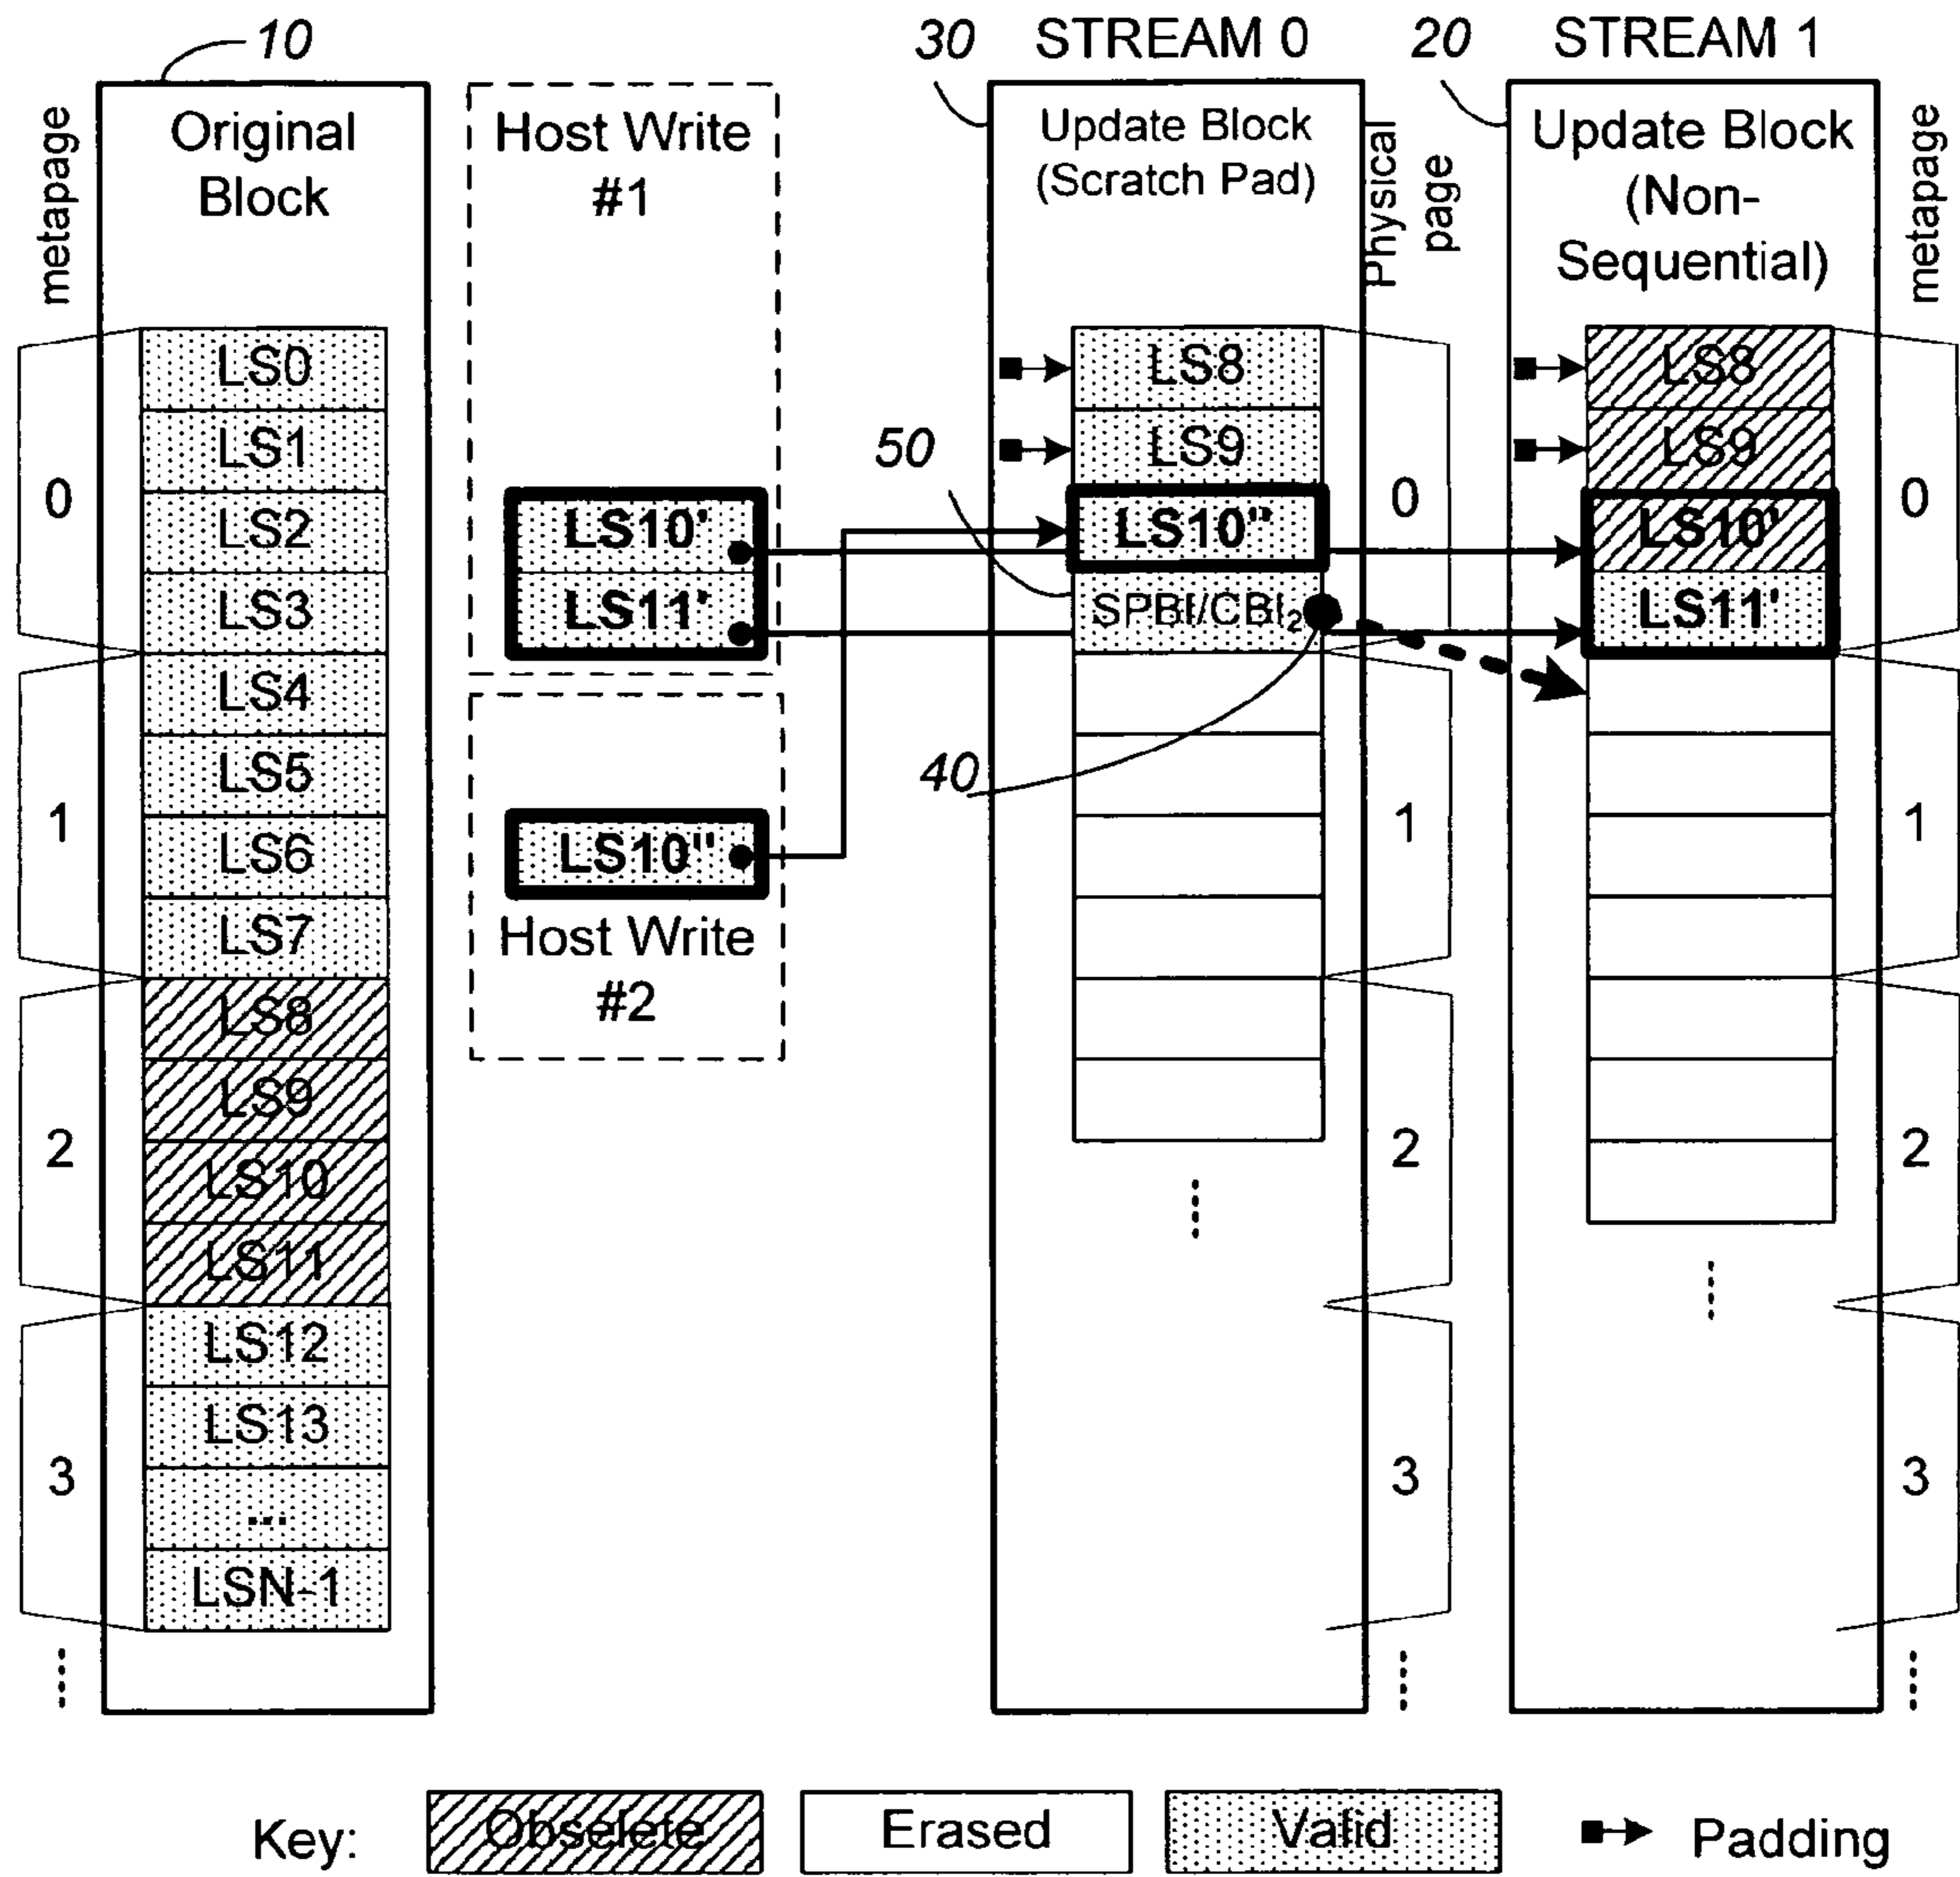 10
metapage
Original
Block
LS0
LS1
LS2
LS3
LS4
LS5
LS6
LS7
LS8
LS9
LS10
LS11
LS12
LS13
...
LSN-1
0
1
2
3
Host Write
#1
LS10'
LS11'
LS10"
Host Write
#2
30
STREAM 0
Update Block
(Scratch Pad)
Physical
page
LS8
LS9
LS10"
SPBI/CBI₂
50
40
0
1
2
3
20
STREAM 1
Update Block
(Non-
Sequential)
metapage
LS8
LS9
LS10'
LS11'
0
1
2
3
Key:
Obselete
Erased
Valid
Padding